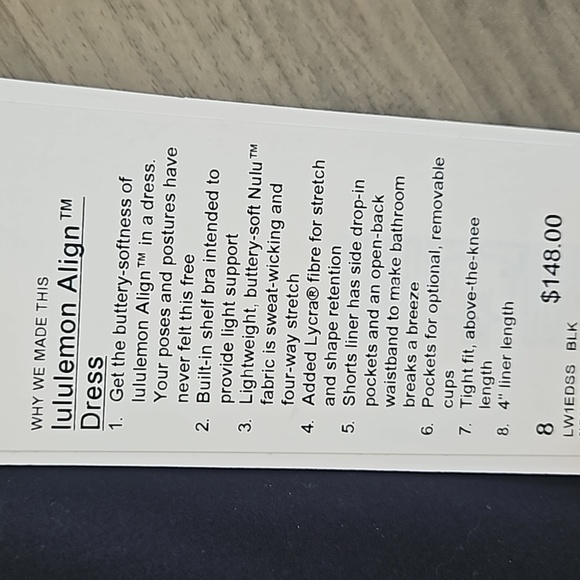 WHY WE MADE THIS
lululemon Align™
Dress
1. Get the buttery-softness of
lululemon Align™ in a dress.
Your poses and postures have
never felt this free
2. Built-in shelf bra intended to
provide light support
3. Lightweight, buttery-soft Nulu™
fabric is sweat-wicking and
four-way stretch
4. Added Lycra® fibre for stretch
and shape retention
5. Shorts liner has side drop-in
pockets and an open-back
waistband to make bathroom
breaks a breeze
6. Pockets for optional, removable
cups
7. Tight fit, above-the-knee
length
8. 4" liner length
8 $148.00
LW1EDSS BLK